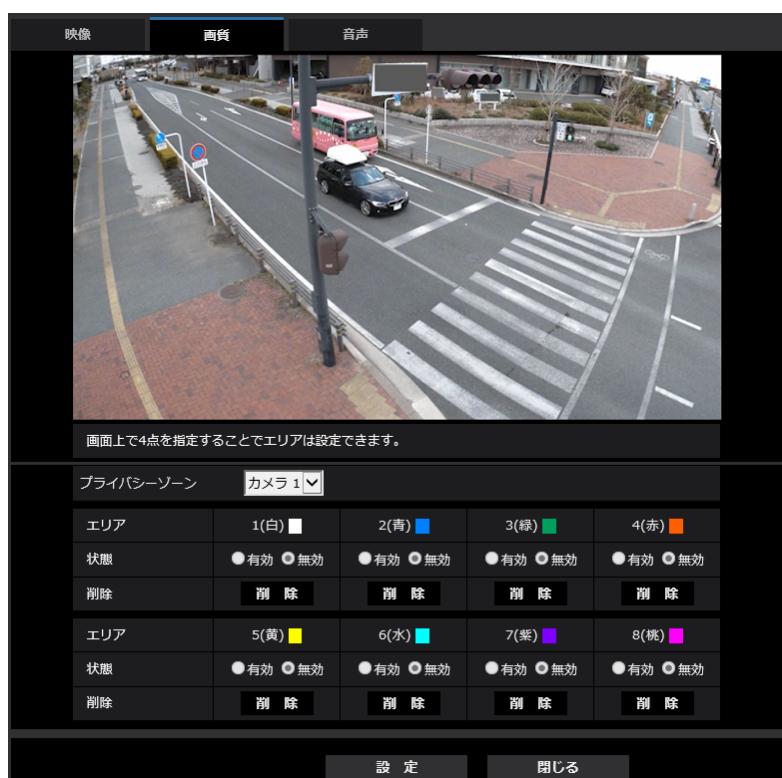 映像 画質 音声
画面上で4点を指定することでエリアは設定できます。
プライバシーゾーン カメラ 1
エリア 1(白) 2(青) 3(緑) 4(赤)
状態 有効 無効 有効 無効 有効 無効 有効 無効
削除 削 除 削 除 削 除 削 除
エリア 5(黄) 6(水) 7(紫) 8(桃)
状態 有効 無効 有効 無効 有効 無効 有効 無効
削除 削 除 削 除 削 除 削 除
設 定 閉じる